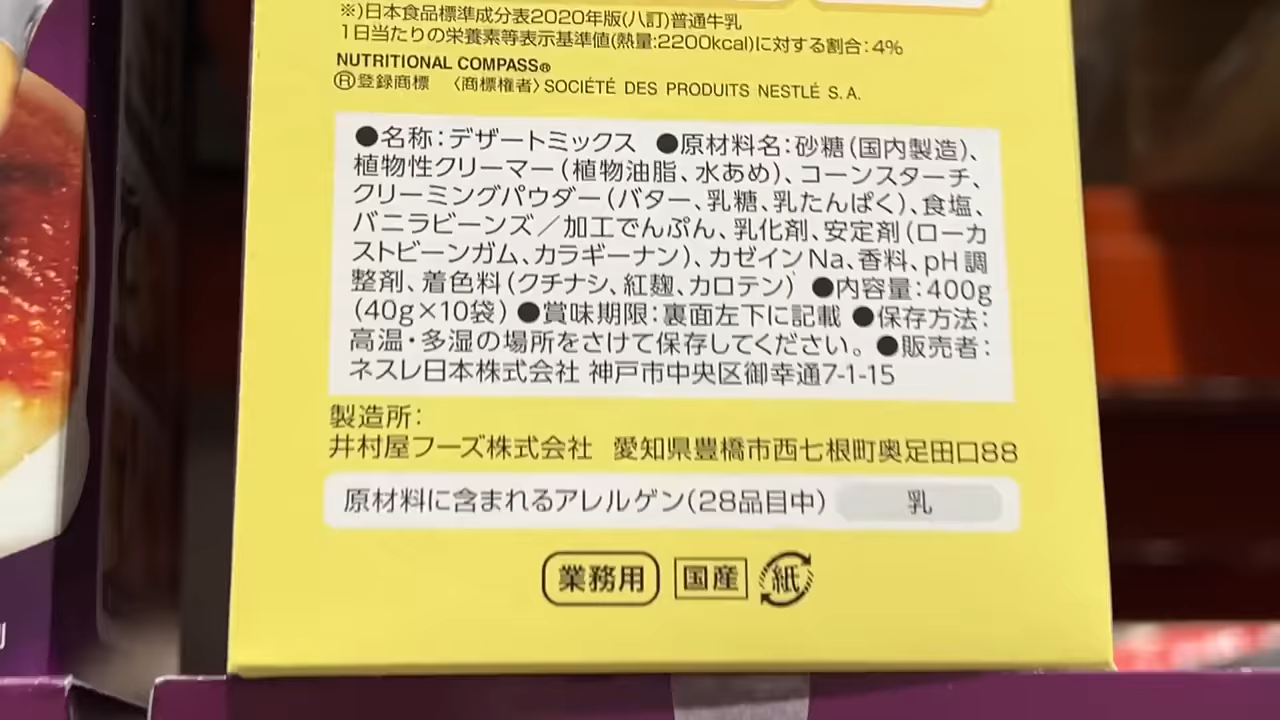 ※)日本食品標準成分表2020年版(八訂)普通牛乳
1日当たりの栄養素等表示基準値(熱量:2200kcal)に対する割合:4%
NUTRITIONAL COMPASS®
Ⓡ登録商標 〈商標権者〉SOCIÉTÉ DES PRODUITS NESTLÉ S.A.
●名称:デザートミックス ●原材料名:砂糖(国内製造)、
植物性クリーマー(植物油脂、水あめ)、コーンスターチ、
クリーミングパウダー(バター、乳糖、乳たんぱく)、食塩、
バニラビーンズ/加工でんぷん、乳化剤、安定剤(ローカ
ストビーンガム、カラギーナン)、カゼインNa、香料、pH調
整剤、着色料(クチナシ、紅麹、カロテン) ●内容量:400g
(40g×10袋) ●賞味期限:裏面左下に記載 ●保存方法:
高温・多湿の場所をさけて保存してください。 ●販売者:
ネスレ日本株式会社 神戸市中央区御幸通7-1-15
製造所:
井村屋フーズ株式会社 愛知県豊橋市西七根町奥足田口88
原材料に含まれるアレルゲン(28品目中) 乳
業務用 国産 紙